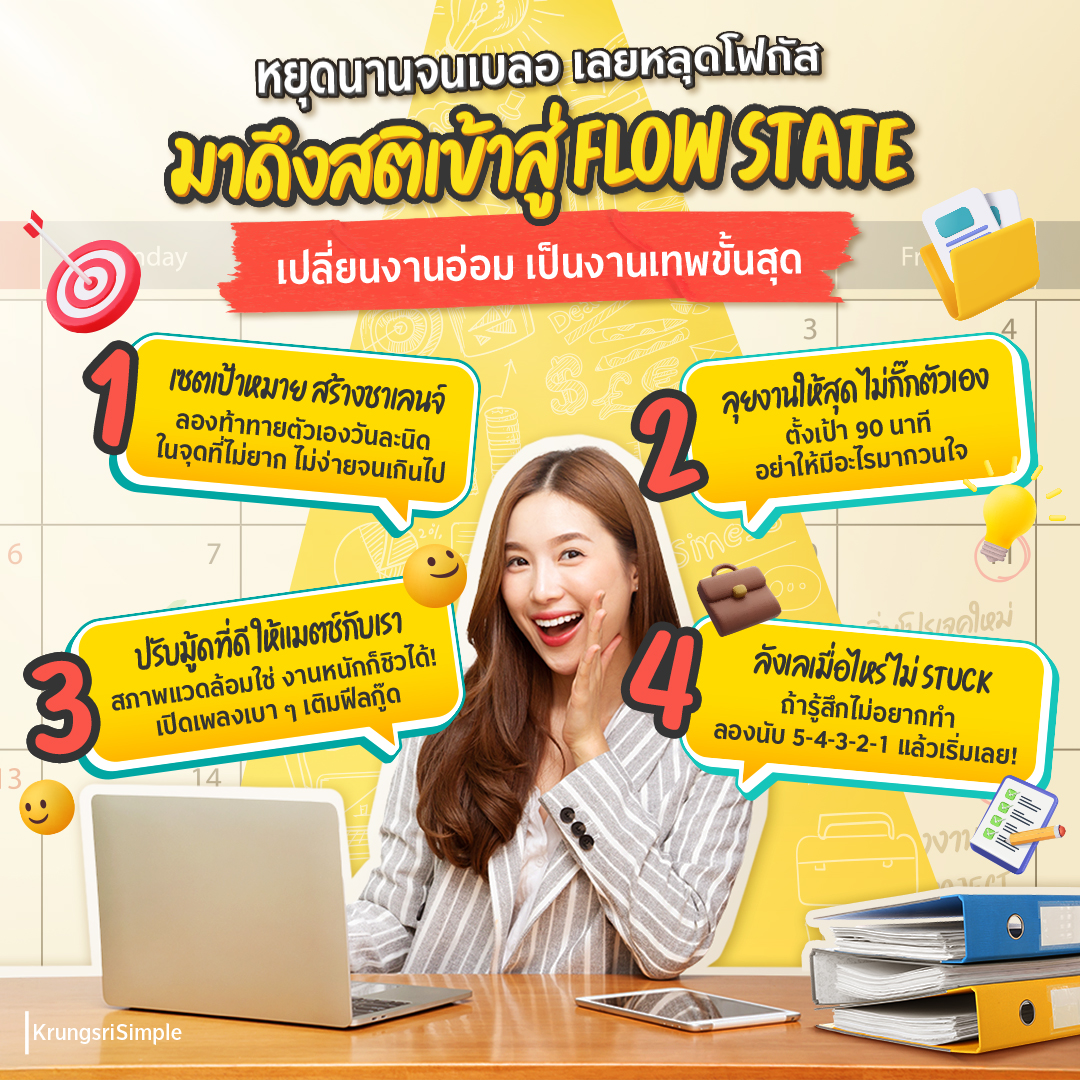 หยุดนานจนเบลอ เลยหลุดโฟกัส
มาดึงสติเข้าสู่ FLOW STATE
เปลี่ยนงานอ่อม เป็นงานเทพขั้นสุด
1
เซตเป้าหมาย สร้างชาเลนจ์
ลองท้าทายตัวเองวันละนิด
ในจุดที่ไม่ยาก ไม่ง่ายจนเกินไป
2
ลุยงานให้สุด ไม่กั๊กตัวเอง
ตั้งเป้า 90 นาที
อย่าให้มีอะไรมากวนใจ
3
ปรับมู้ดที่ดี ให้แมตช์กับเรา
สภาพแวดล้อมใช่ งานหนักก็ชิวได้!
เปิดเพลงเบา ๆ เติมฟีลกู๊ด
4
ลังเลเมื่อไหร่ ไม่ STUCK
ถ้ารู้สึกไม่อยากทำ
ลองนับ 5-4-3-2-1 แล้วเริ่มเลย!
3
4
6
7
13
14
KrungsriSimple